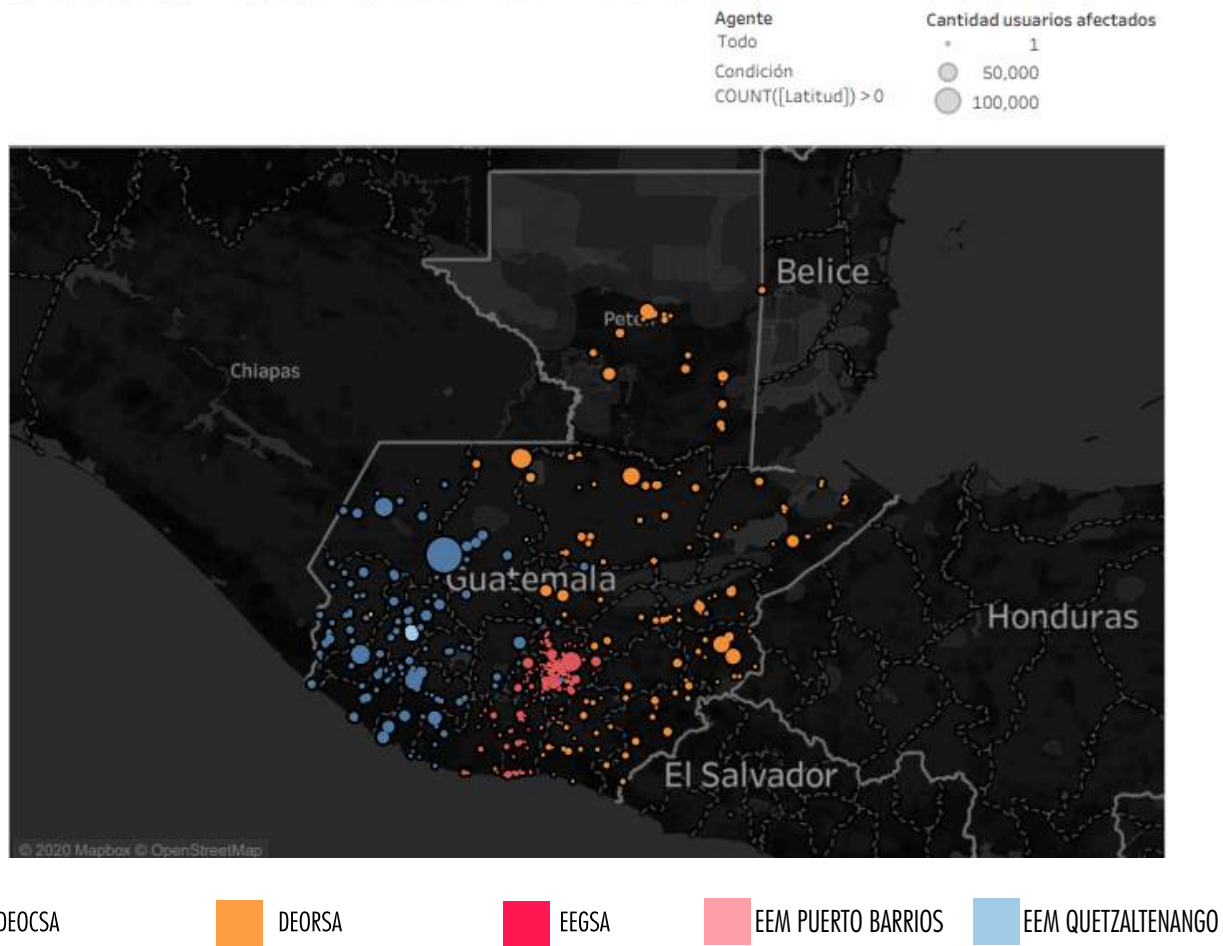 Agente
Todo
Condición
COUNT([Latitud]) > 0
Cantidad usuarios afectados
1
50,000
100,000
Belice
Chiapas
Guatemala
Honduras
El Salvador
© 2020 Mapbox © OpenStreetMap
DEOCSA
DEORSA
EEGSA
EEM PUERTO BARRIOS
EEM QUETZALTENANGO